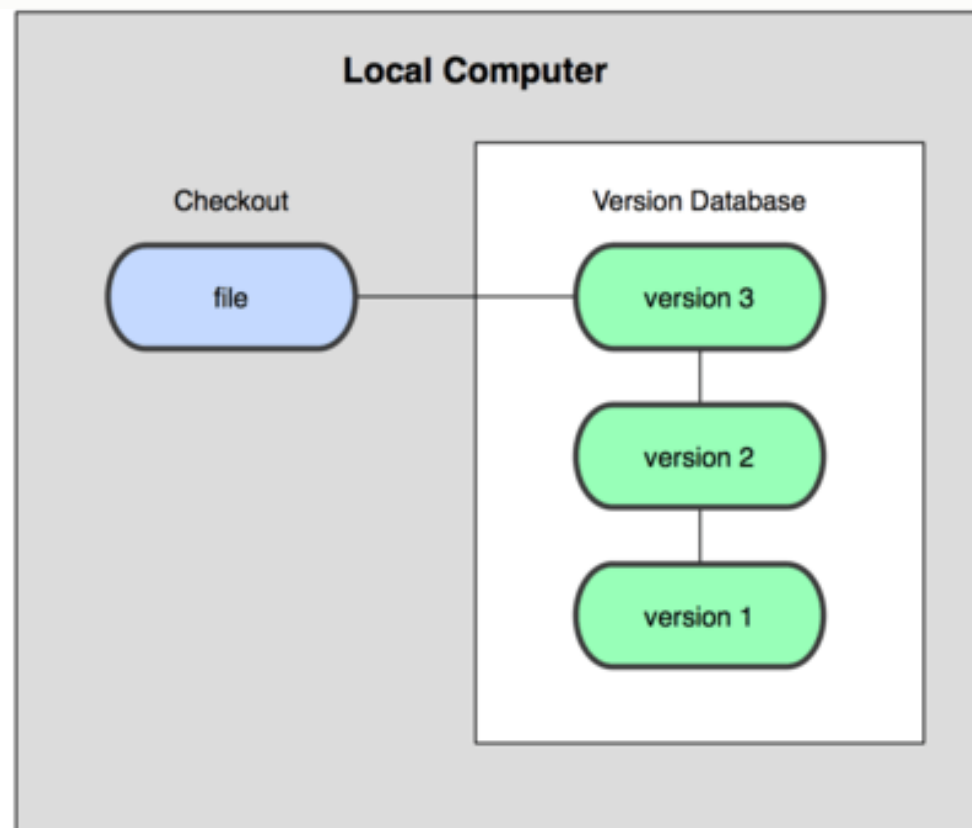 Local Computer
Checkout
Version Database
file
version 3
version 2
version 1